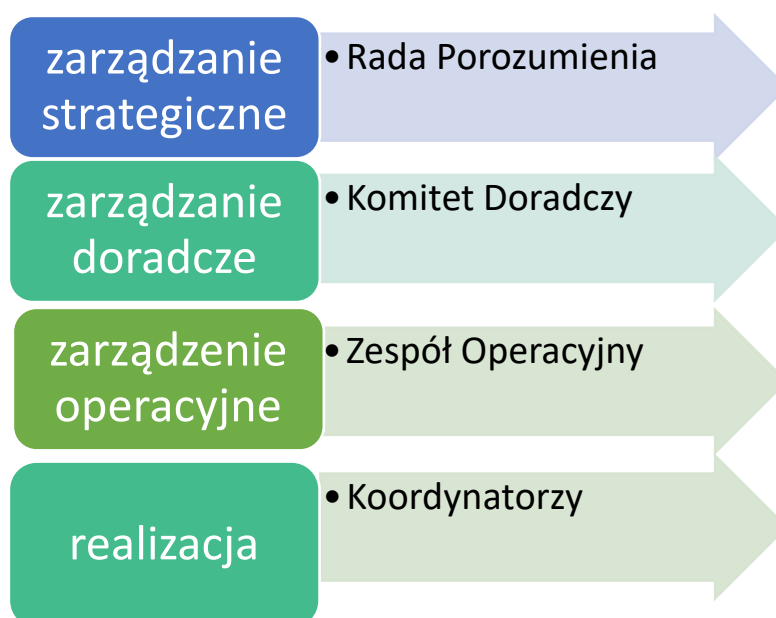 zarządzanie
strategiczne
• Rada Porozumienia
zarządzanie
doradcze
• Komitet Doradczy
zarządzenie
operacyjne
• Zespół Operacyjny
realizacja
• Koordynatorzy